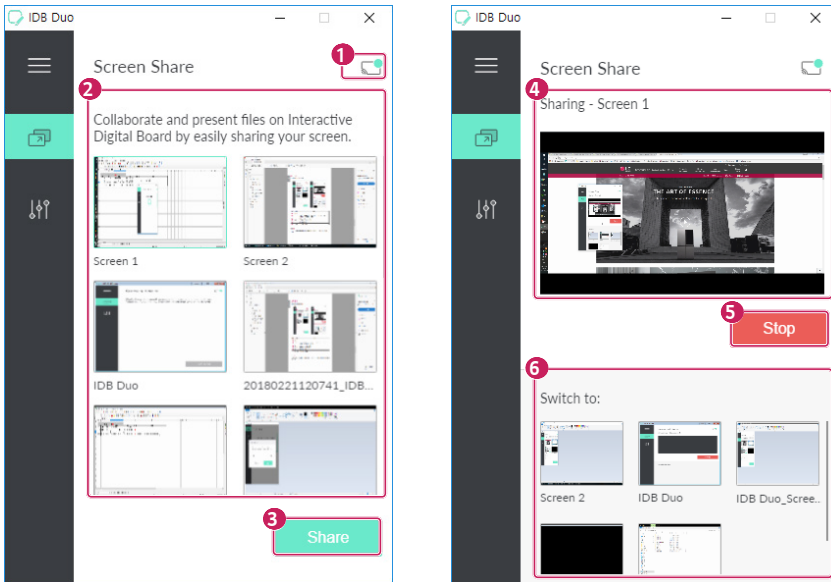 IDB Duo
Screen Share
1
2
Collaborate and present files on Interactive
Digital Board by easily sharing your screen.
Screen 1
Screen 2
IDB Duo
20180221120741_IDB...
3
Share
IDB Duo
Screen Share
4
Sharing - Screen 1
THE ART OF ESSENCE
5
Stop
6
Switch to:
Screen 2
IDB Duo
IDB Duo_Scree..